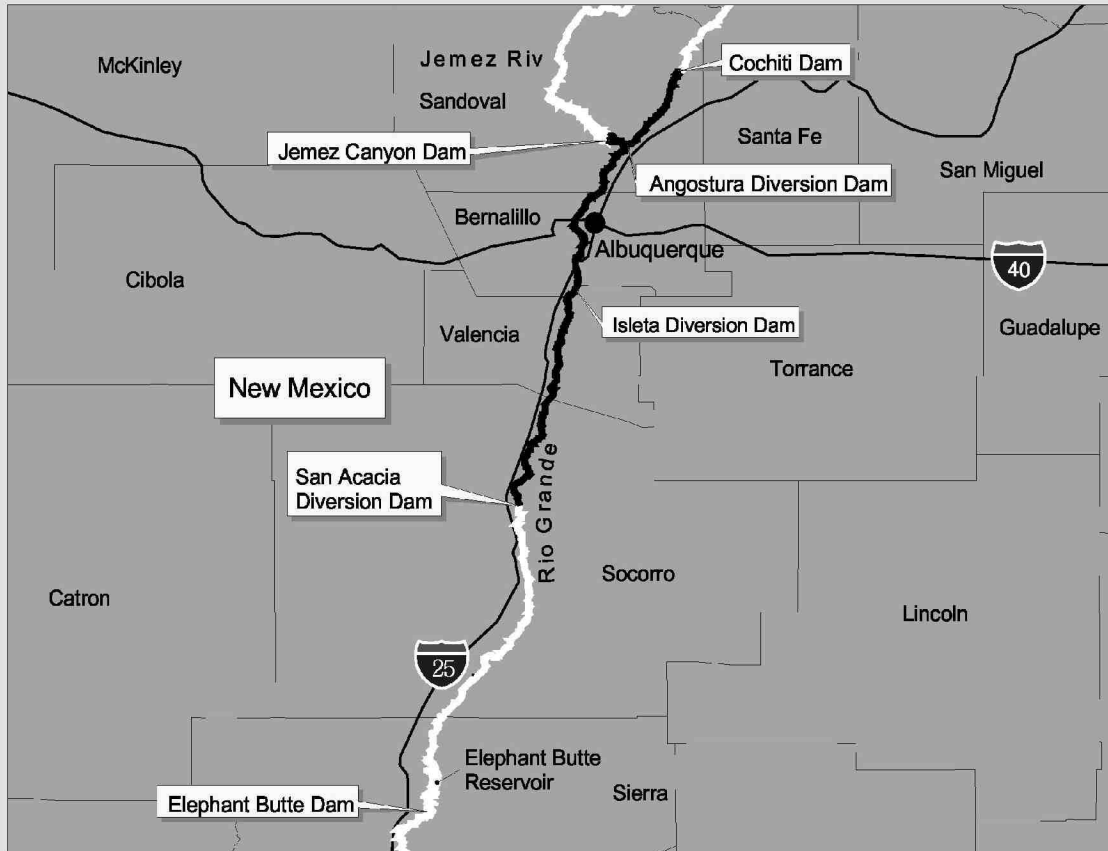 McKinley
Jemez Riv
Cochiti Dam
Sandoval
Jemez Canyon Dam
Santa Fe
San Miguel
Angostura Diversion Dam
Bernalillo
Albuquerque
40
Cibola
Isleta Diversion Dam
Guadalupe
Valencia
Torrance
New Mexico
San Acacia
Diversion Dam
Rio Grande
Socorro
Catron
Lincoln
25
Elephant Butte
Reservoir
Sierra
Elephant Butte Dam